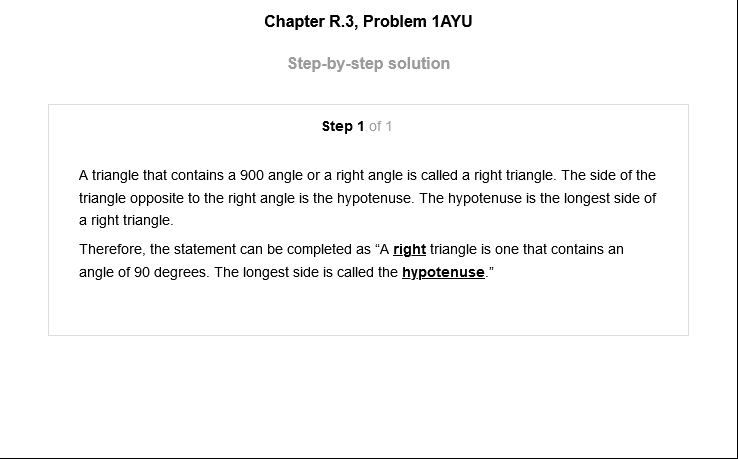 Chapter R.3, Problem 1AYU
Step-by-step solution
Step 1 of 1
A triangle that contains a 900 angle or a right angle is called a right triangle. The side of the
triangle opposite to the right angle is the hypotenuse. The hypotenuse is the longest side of
a right triangle.
Therefore, the statement can be completed as “A right triangle is one that contains an
angle of 90 degrees. The longest side is called the hypotenuse.”